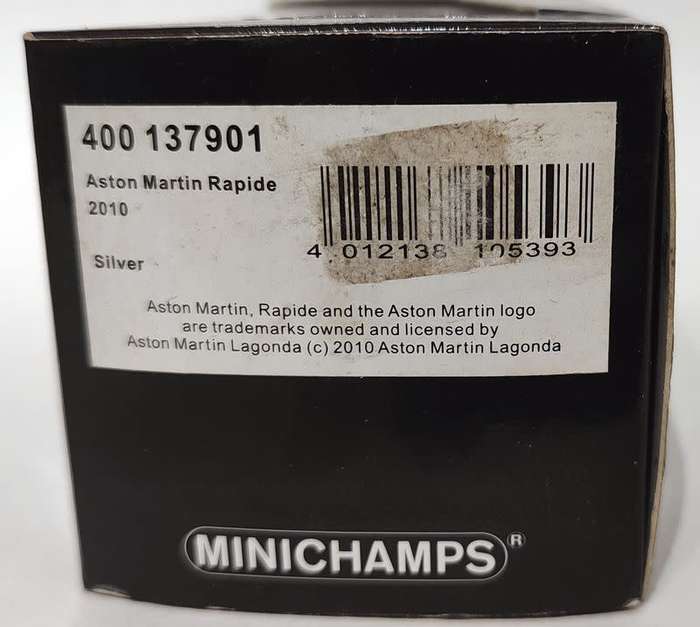 400 137901
Aston Martin Rapide
2010
Silver
4 012138 105393
Aston Martin, Rapide and the Aston Martin logo
are trademarks owned and licensed by
Aston Martin Lagonda (c) 2010 Aston Martin Lagonda
MINICHAMPS®